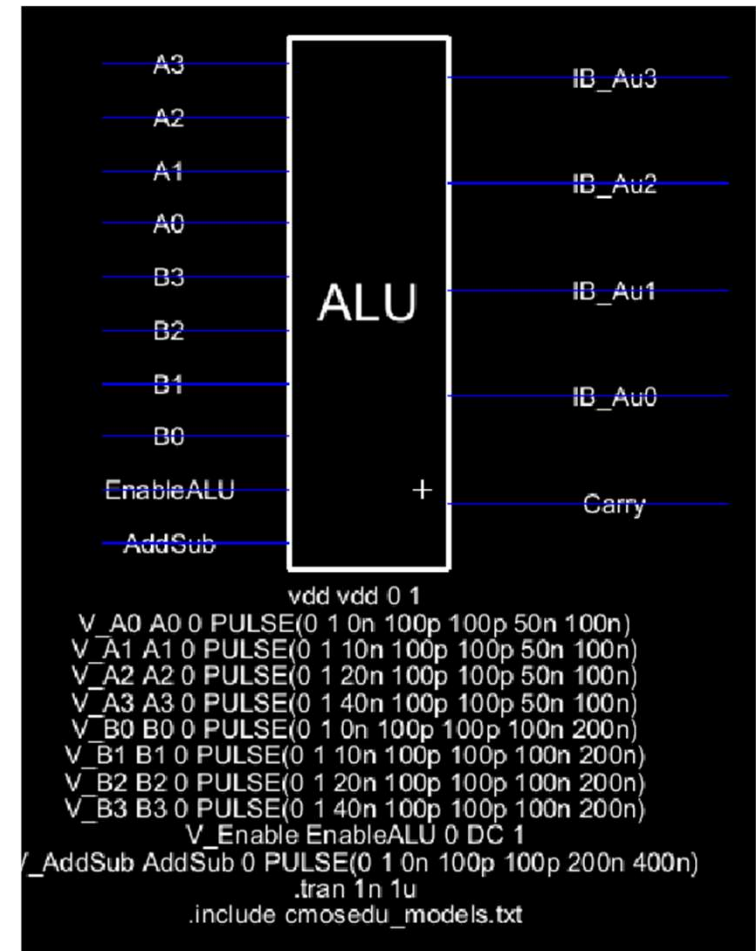 A3
A2
A1
A0
B3
B2
B1
B0
EnableALU
AddSub
ALU
+
IB_Au3
IB_Au2
IB_Au1
IB_Au0
Carry
vdd vdd 0 1
V_A0 A0 0 PULSE(0 1 0n 100p 100p 50n 100n)
V_A1 A1 0 PULSE(0 1 10n 100p 100p 50n 100n)
V_A2 A2 0 PULSE(0 1 20n 100p 100p 50n 100n)
V_A3 A3 0 PULSE(0 1 40n 100p 100p 50n 100n)
V_B0 B0 0 PULSE(0 1 0n 100p 100p 100n 200n)
V_B1 B1 0 PULSE(0 1 10n 100p 100p 100n 200n)
V_B2 B2 0 PULSE(0 1 20n 100p 100p 100n 200n)
V_B3 B3 0 PULSE(0 1 40n 100p 100p 100n 200n)
V_Enable EnableALU 0 DC 1
V_AddSub AddSub 0 PULSE(0 1 0n 100p 100p 200n 400n)
.tran 1n 1u
.include cmosedu_models.txt